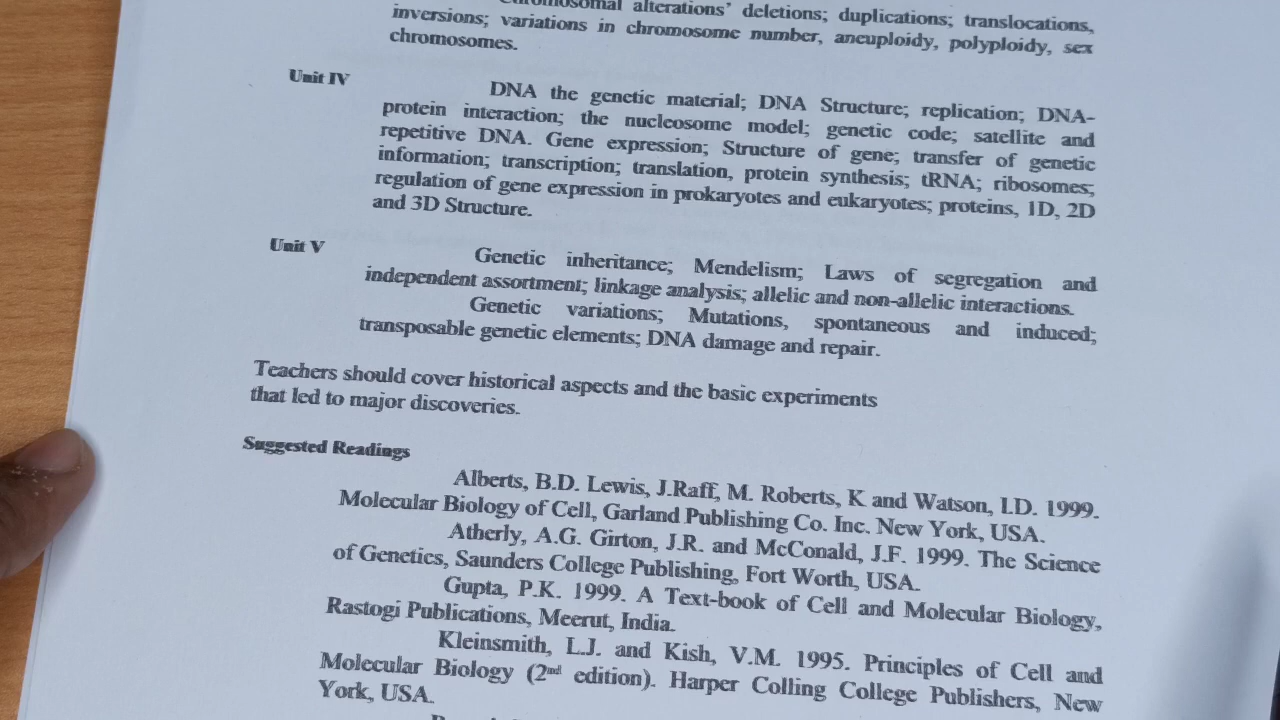 Chromosomal alterations’ deletions; duplications; translocations,
inversions; variations in chromosome number, aneuploidy, polyploidy, sex
chromosomes.
Unit IV
DNA the genetic material; DNA Structure; replication; DNA-
protein interaction; the nucleosome model; genetic code; satellite and
repetitive DNA. Gene expression; Structure of gene; transfer of genetic
information; transcription; translation, protein synthesis; tRNA; ribosomes;
regulation of gene expression in prokaryotes and eukaryotes; proteins, 1D, 2D
and 3D Structure.
Unit V
Genetic inheritance; Mendelism; Laws of segregation and
independent assortment; linkage analysis; allelic and non-allelic interactions.
Genetic variations; Mutations, spontaneous and induced;
transposable genetic elements; DNA damage and repair.
Teachers should cover historical aspects and the basic experiments
that led to major discoveries.
Suggested Readings
Alberts, B.D. Lewis, J.Raff, M. Roberts, K and Watson, I.D. 1999.
Molecular Biology of Cell, Garland Publishing Co. Inc. New York, USA.
Atherly, A.G. Girton, J.R. and McConald, J.F. 1999. The Science
of Genetics, Saunders College Publishing, Fort Worth, USA.
Gupta, P.K. 1999. A Text-book of Cell and Molecular Biology,
Rastogi Publications, Meerut, India.
Kleinsmith, L.J. and Kish, V.M. 1995. Principles of Cell and
Molecular Biology (2nd edition). Harper Colling College Publishers, New
York, USA.